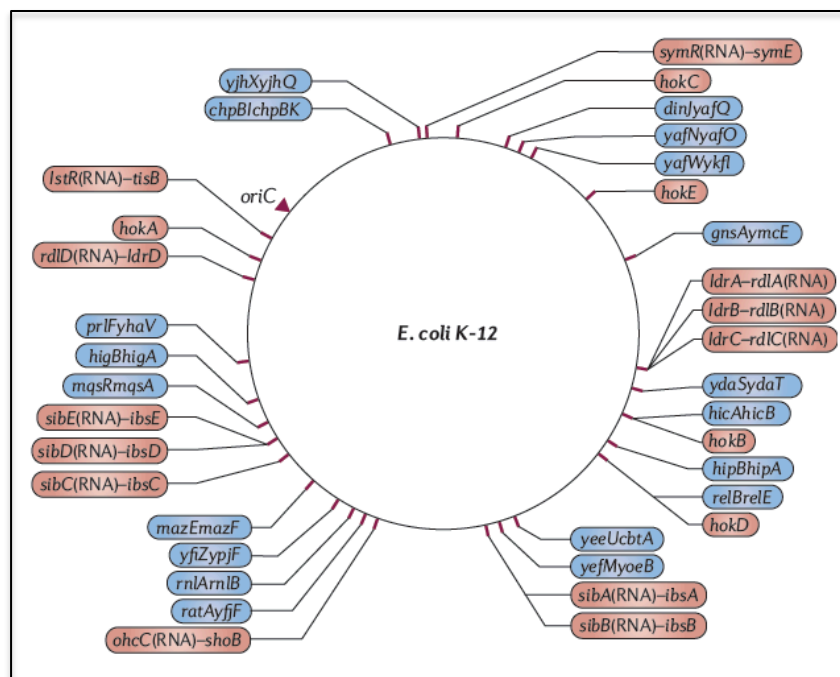 symR(RNA)–symE
hokC
dinJyafQ
yafNyafO
yafWykfI
hokE
gnsAymcE
ldrA–rdlA(RNA)
ldrB–rdlB(RNA)
ldrC–rdlC(RNA)
ydaSydaT
hicAhicB
hokB
hipBhipA
relBrelE
hokD
yeeUcbtA
yefMyoeB
sibA(RNA)–ibsA
sibB(RNA)–ibsB
ohcC(RNA)–shoB
ratAyfjF
rnlArnlB
yfiZypjF
mazEmazF
sibC(RNA)–ibsC
sibD(RNA)–ibsD
sibE(RNA)–ibsE
mqsRmqsA
higBhigA
prlFyhaV
rdlD(RNA)–ldrD
hokA
IstR(RNA)–tisB
oriC
chpBIchpBK
yjhXyjhQ
E. coli K-12